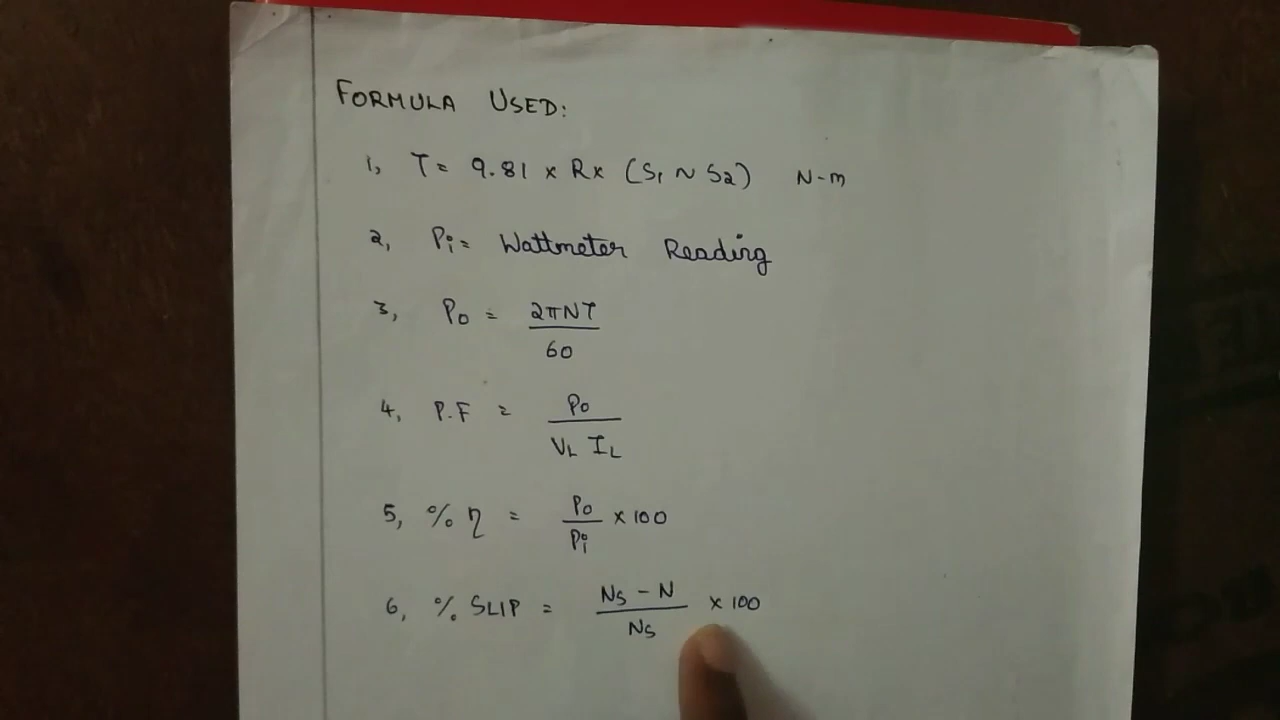 FORMULA USED:
1, T = 9.81 × R × (S₁ ~ S₂) N-m
2, Pi = Wattmeter Reading
3, Po = 2πNT
60
4, P.F = Po
VL IL
5, % η = Po × 100
Pi
6, % SLIP = Ns - N × 100
Ns